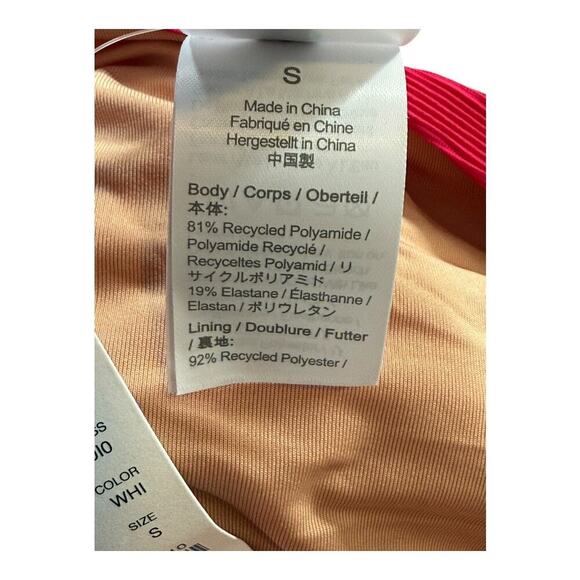 S
Made in China
Fabriqué en Chine
Hergestellt in China
中国製
Body / Corps / Oberteil /
本体:
81% Recycled Polyamide /
Polyamide Recyclé /
Recyceltes Polyamid / リ
サイクルポリアミド
19% Elastane / Élasthanne /
Elastan / ポリウレタン
Lining / Doublure / Futter
/ 裏地:
92% Recycled Polyester /
COLOR
WHI
SIZE
S